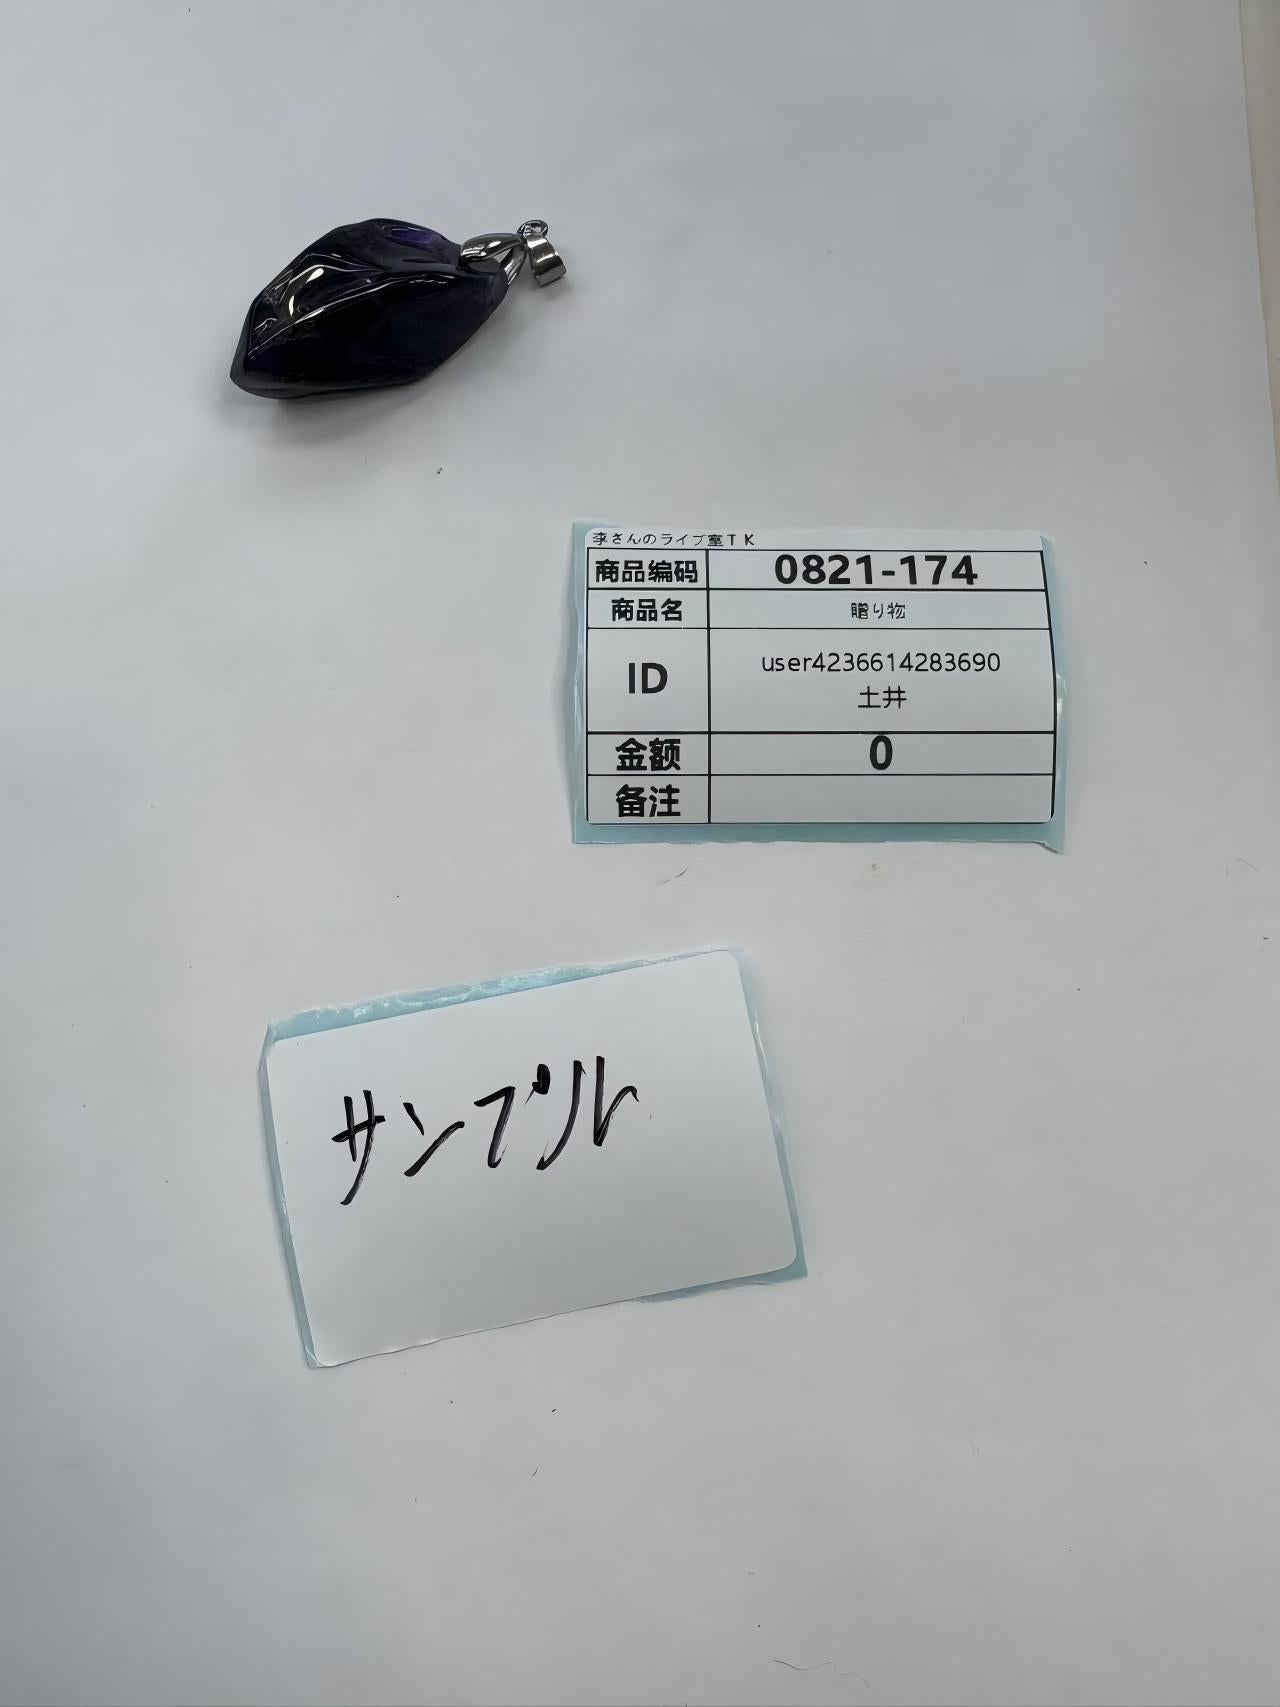 李さんのライブ室TK
商品编码 0821-174
商品名 贈り物
ID user4236614283690
土井
金额 0
备注
サンプル